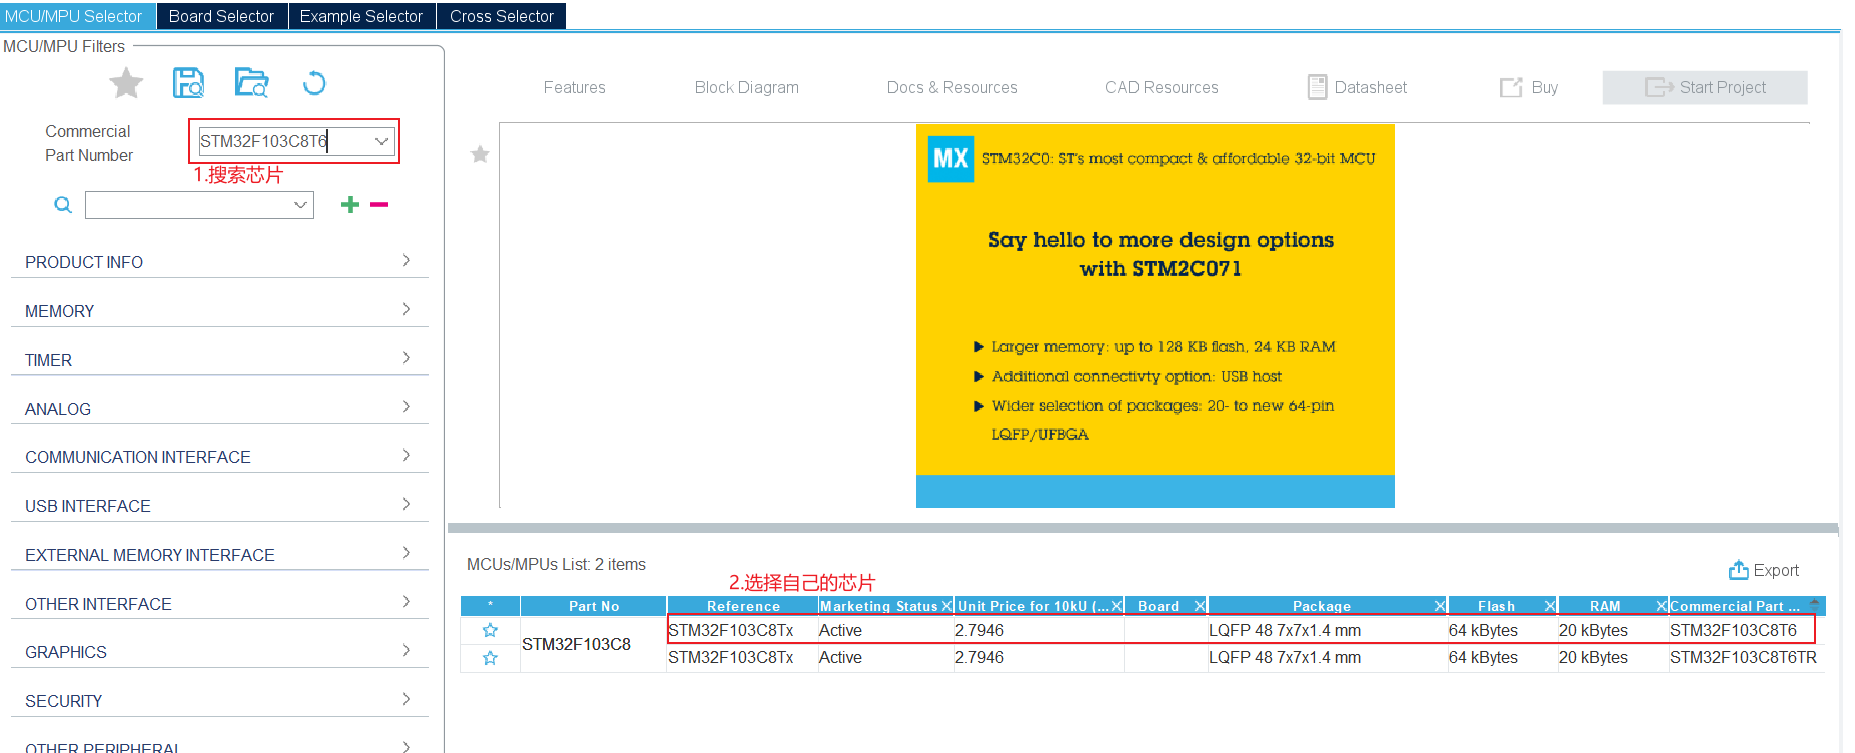 MCU/MPU Selector Board Selector Example Selector Cross Selector
MCU/MPU Filters
Features Block Diagram Docs & Resources CAD Resources Datasheet Buy Start Project
Commercial
Part Number
STM32F103C8T6
1.搜索芯片
PRODUCT INFO
MEMORY
TIMER
ANALOG
COMMUNICATION INTERFACE
USB INTERFACE
EXTERNAL MEMORY INTERFACE
OTHER INTERFACE
GRAPHICS
SECURITY
OTHER PERIPHERAL
MX STM32C0: ST's most compact & affordable 32-bit MCU
Say hello to more design options
with STM2C071
Larger memory: up to 128 KB flash, 24 KB RAM
Additional connectivty option: USB host
Wider selection of packages: 20- to new 64-pin
LQFP/UFBGA
MCUs/MPUs List: 2 items
2.选择自己的芯片
Export
* Part No Reference Marketing Status Unit Price for 10kU (... Board Package Flash RAM Commercial Part ...
STM32F103C8
STM32F103C8Tx Active 2.7946 LQFP 48 7x7x1.4 mm 64 kBytes 20 kBytes STM32F103C8T6
STM32F103C8Tx Active 2.7946 LQFP 48 7x7x1.4 mm 64 kBytes 20 kBytes STM32F103C8T6TR